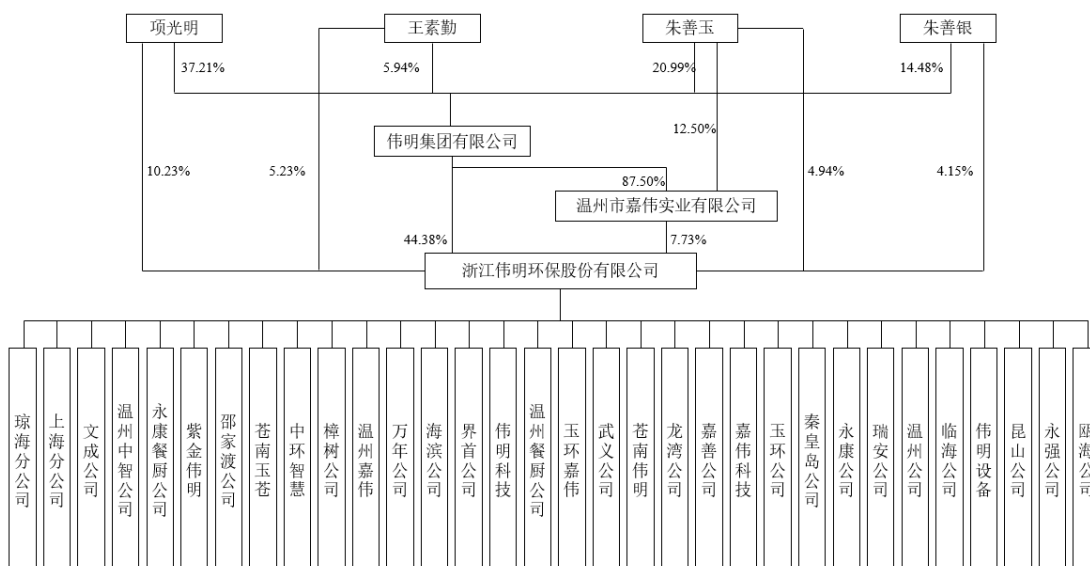 项光明
王素勤
朱善玉
朱善银
37.21%
5.94%
20.99%
14.48%
伟明集团有限公司
12.50%
10.23%
5.23%
87.50%
4.94%
4.15%
温州市嘉伟实业有限公司
44.38%
7.73%
浙江伟明环保股份有限公司
琼海分公司
上海分公司
文成公司
温州中智公司
永康餐厨公司
紫金伟明
邵家渡公司
苍南玉苍
中环智慧
樟树公司
温州嘉伟
万年公司
海滨公司
界首公司
伟明科技
温州餐厨公司
玉环嘉伟
武义公司
苍南伟明
龙湾公司
嘉善公司
嘉伟科技
玉环公司
秦皇岛公司
永康公司
瑞安公司
温州公司
临海公司
伟明设备
昆山公司
永强公司
瓯海公司